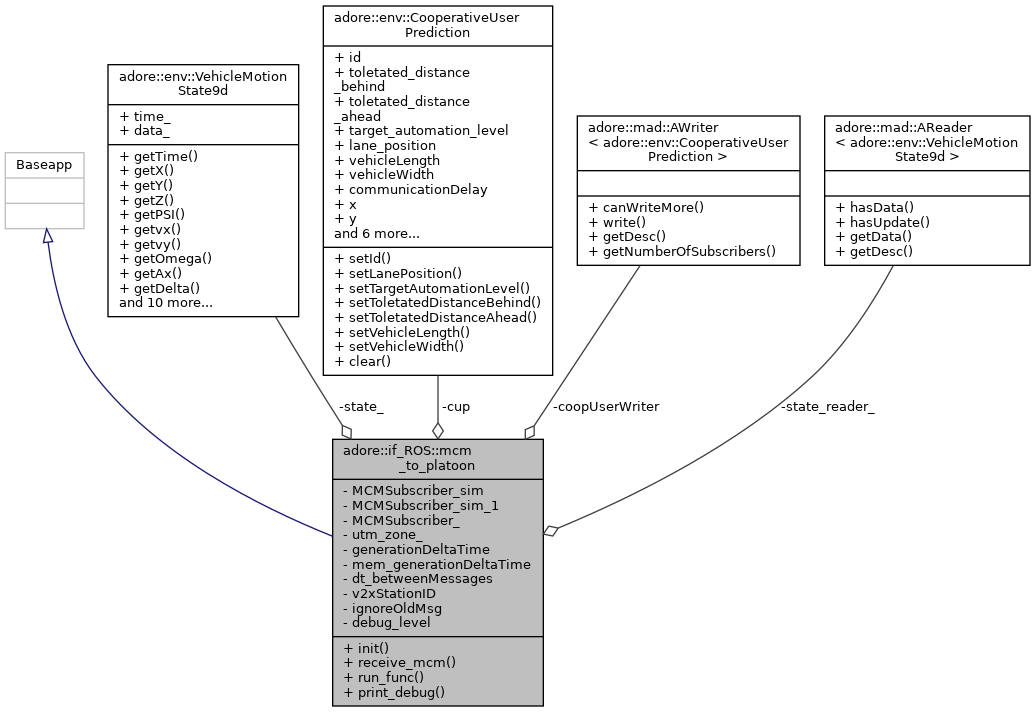 Baseapp
adore::env::VehicleMotion
State9d
+ time_
+ data_
+ getTime()
+ getX()
+ getY()
+ getZ()
+ getPSI()
+ getvx()
+ getvy()
+ getOmega()
+ getAx()
+ getDelta()
and 10 more...
adore::env::CooperativeUser
Prediction
+ id
+ toletated_distance
_behind
+ toletated_distance
_ahead
+ target_automation_level
+ lane_position
+ vehicleLength
+ vehicleWidth
+ communicationDelay
+ x
+ y
and 6 more...
+ setId()
+ setLanePosition()
+ setTargetAutomationLevel()
+ setToletatedDistanceBehind()
+ setToletatedDistanceAhead()
+ setVehicleLength()
+ setVehicleWidth()
+ clear()
adore::mad::AWriter
< adore::env::CooperativeUser
Prediction >
+ canWriteMore()
+ write()
+ getDesc()
+ getNumberOfSubscribers()
adore::mad::AReader
< adore::env::VehicleMotion
State9d >
+ hasData()
+ hasUpdate()
+ getData()
+ getDesc()
-state_
-cup
-coopUserWriter
-state_reader_
adore::if_ROS::mcm
_to_platoon
- MCMSubscriber_sim
- MCMSubscriber_sim_1
- MCMSubscriber_
- utm_zone_
- generationDeltaTime
- mem_generationDeltaTime
- dt_betweenMessages
- v2xStationID
- ignoreOldMsg
- debug_level
+ init()
+ receive_mcm()
+ run_func()
+ print_debug()